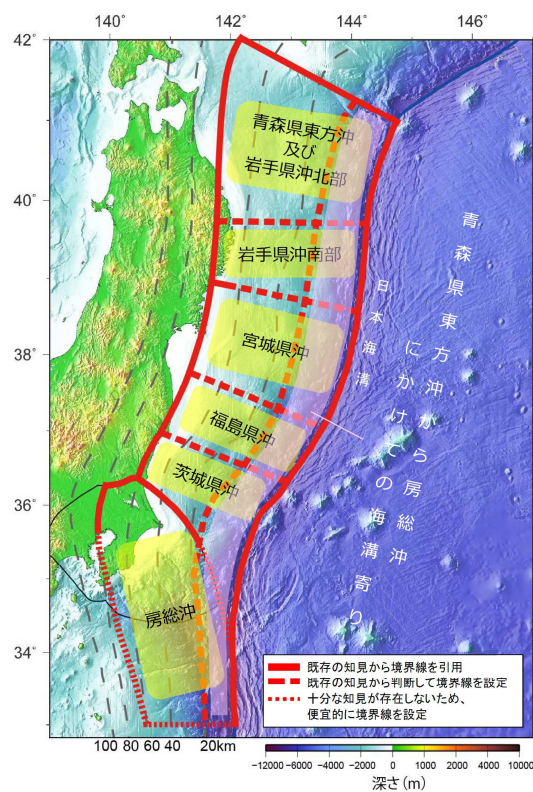 140°
142°
144°
146°
42°
40°
38°
36°
34°
青森県東方沖
及び
岩手県沖北部
岩手県沖南部
宮城県沖
福島県沖
茨城県沖
房総沖
日本海溝
青森県東方沖から房総沖
にかけての海溝寄り
既存の知見から境界線を引用
既存の知見から判断して境界線を設定
十分な知見が存在しないため、
便宜的に境界線を設定
100 80 60 40 20km
-12000 -8000 -6000 -4000 -2000 0 1000 2000 4000 10000
深さ(m)